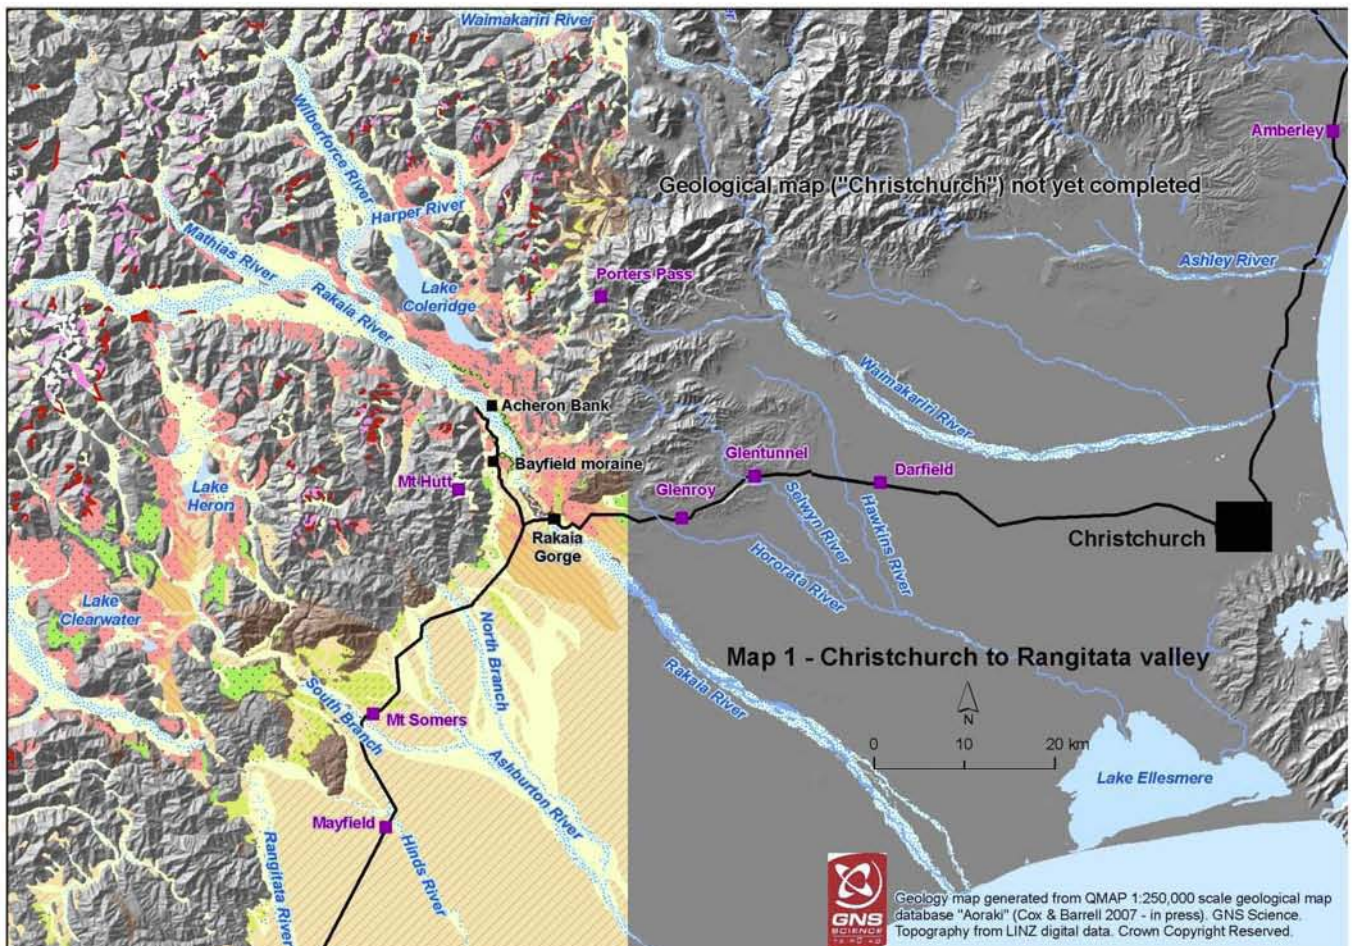 Waimakariri River
Wilberforce River
Harper River
Mathias River
Rakaia River
Lake
Coleridge
Porters Pass
Geological map ("Christchurch") not yet completed
Amberley
Ashley River
Waimakariri River
Acheron Bank
Bayfield moraine
Mt Hutt
Lake
Heron
Rakaia
Gorge
Glenroy
Glentunnel
Darfield
Selwyn River
Hawkins River
Hororata River
Christchurch
Lake
Clearwater
North Branch
South Branch
Mt Somers
Ashburton River
Mayfield
Hinds River
Rangitata River
Rakaia River
Map 1 - Christchurch to Rangitata valley
N
0 10 20 km
Lake Ellesmere
GNS
SCIENCE
Geology map generated from QMAP 1:250,000 scale geological map
database "Aoraki" (Cox & Barrell 2007 - in press). GNS Science.
Topography from LINZ digital data. Crown Copyright Reserved.